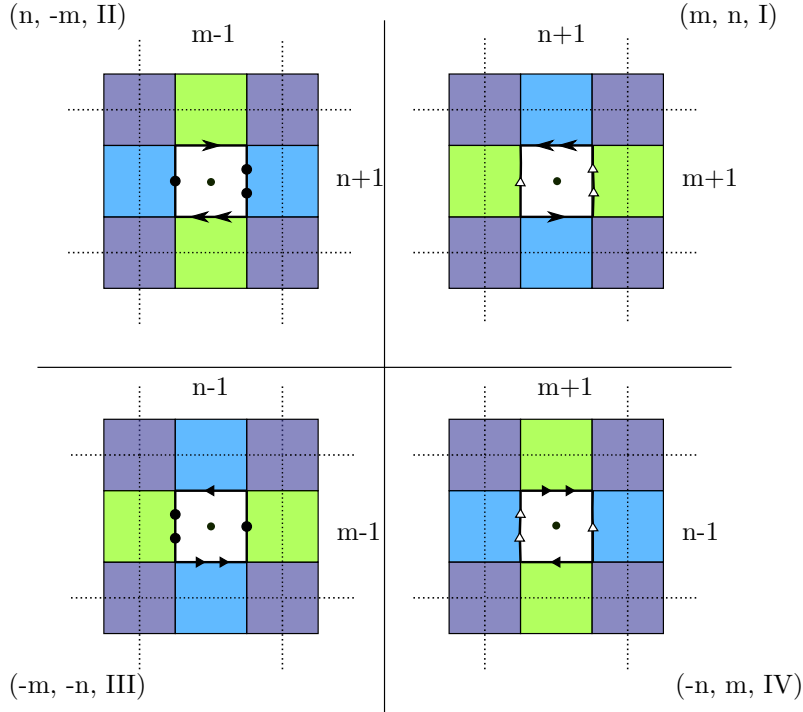 (n, -m, II)
(m, n, I)
m-1
n+1
n+1
m+1
n-1
m+1
m-1
n-1
(-m, -n, III)
(-n, m, IV)